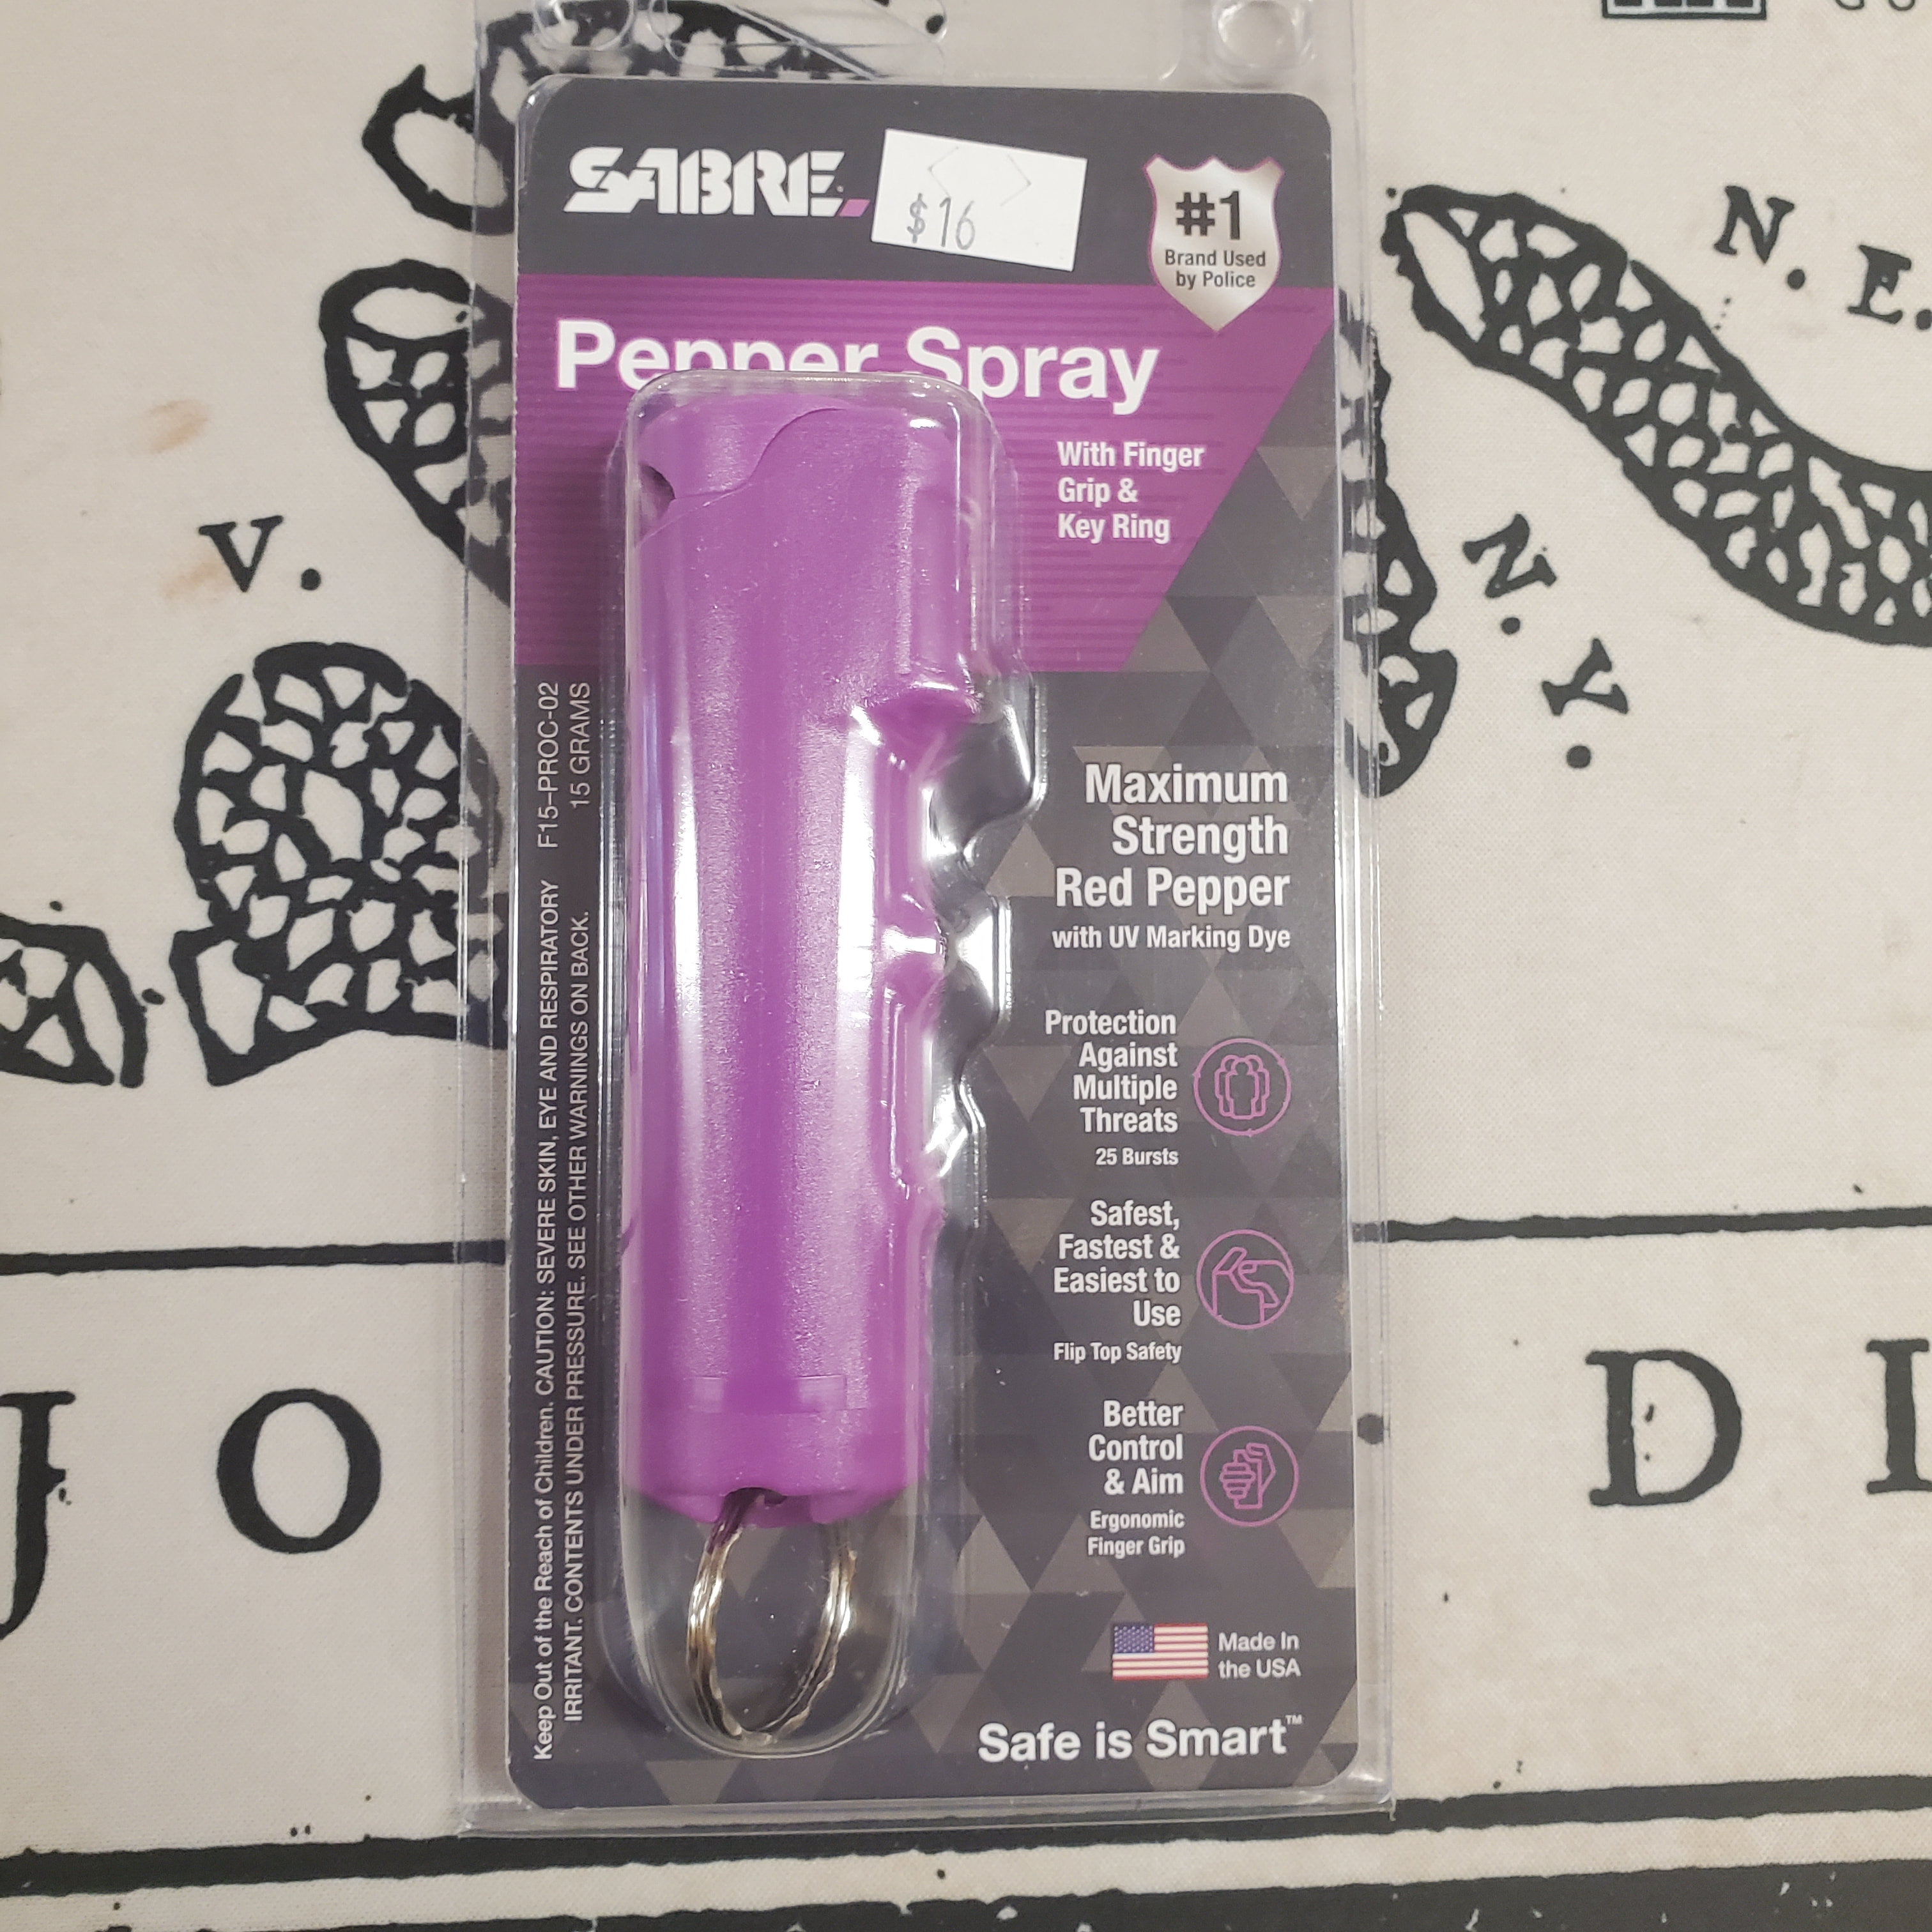 SABRE
$16
#1
Brand Used
by Police
Pepper Spray
With Finger
Grip &
Key Ring
Maximum
Strength
Red Pepper
with UV Marking Dye
Protection
Against
Multiple
Threats
25 Bursts
Safest,
Fastest &
Easiest to
Use
Flip Top Safety
Better
Control
& Aim
Ergonomic
Finger Grip
Made In
the USA
Safe is Smart™
Keep Out of the Reach of Children. CAUTION: SEVERE SKIN, EYE AND RESPIRATORY F15-PROC-02
IRRITANT. CONTENTS UNDER PRESSURE. SEE OTHER WARNINGS ON BACK. 15 GRAMS
V.
N. E.
N. Y.
J O
D I